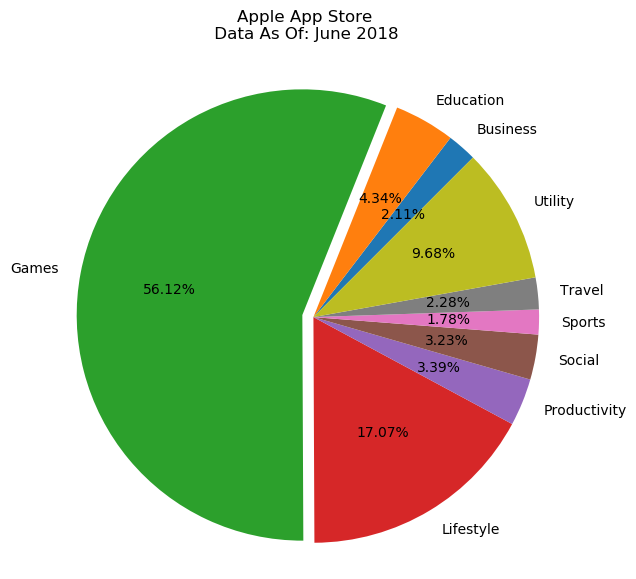 Apple App Store
Data As Of: June 2018
Education
Business
4.34%
2.11%
Utility
9.68%
Games
56.12%
Travel
2.28%
Sports
1.78%
Social
3.23%
3.39%
Productivity
17.07%
Lifestyle